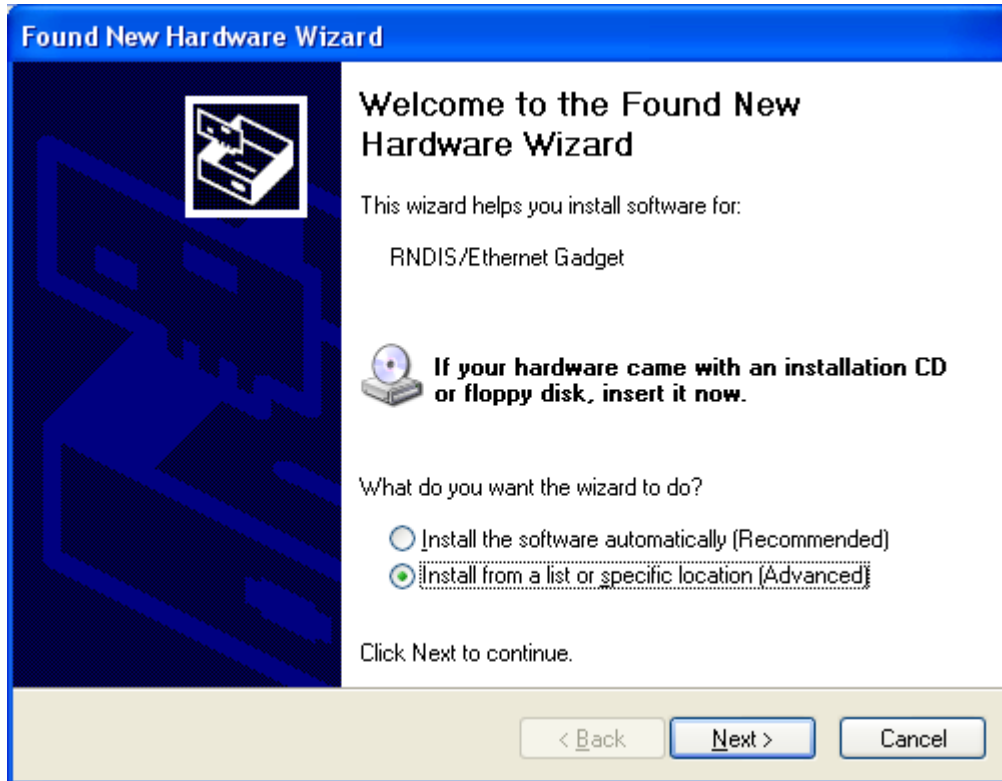 Found New Hardware Wizard
Welcome to the Found New
Hardware Wizard
This wizard helps you install software for:
RNDIS/Ethernet Gadget
If your hardware came with an installation CD
or floppy disk, insert it now.
What do you want the wizard to do?
Install the software automatically (Recommended)
Install from a list or specific location (Advanced)
Click Next to continue.
< Back Next > Cancel